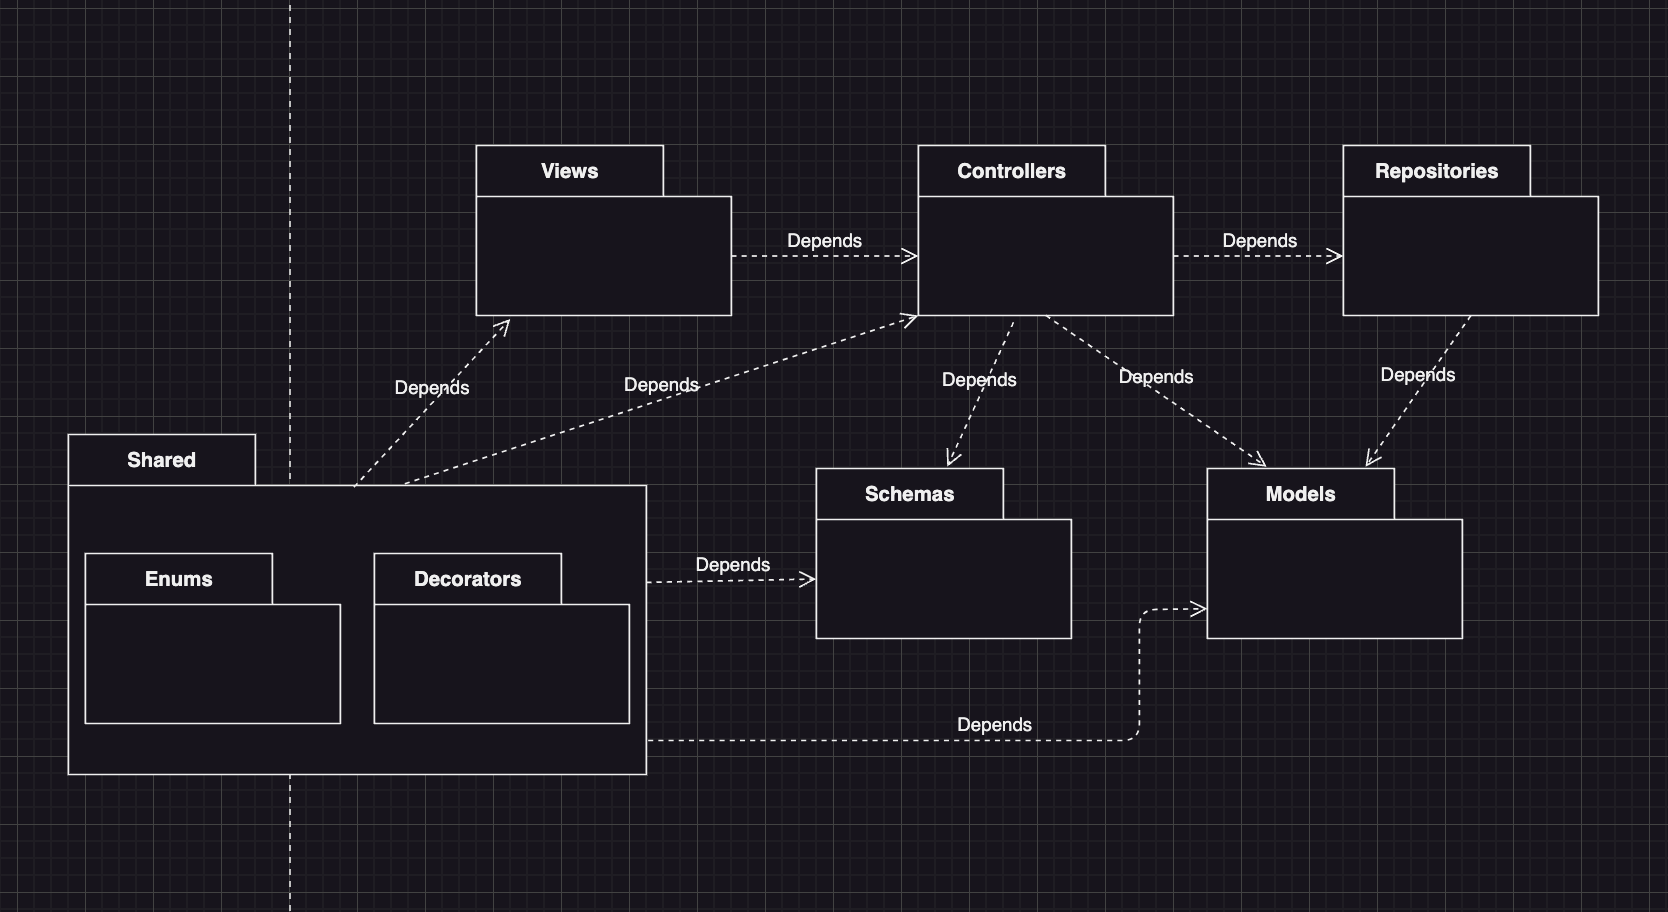 Views
Controllers
Repositories
Depends
Depends
Depends
Depends
Depends
Depends
Depends
Shared
Schemas
Models
Enums
Decorators
Depends
Depends